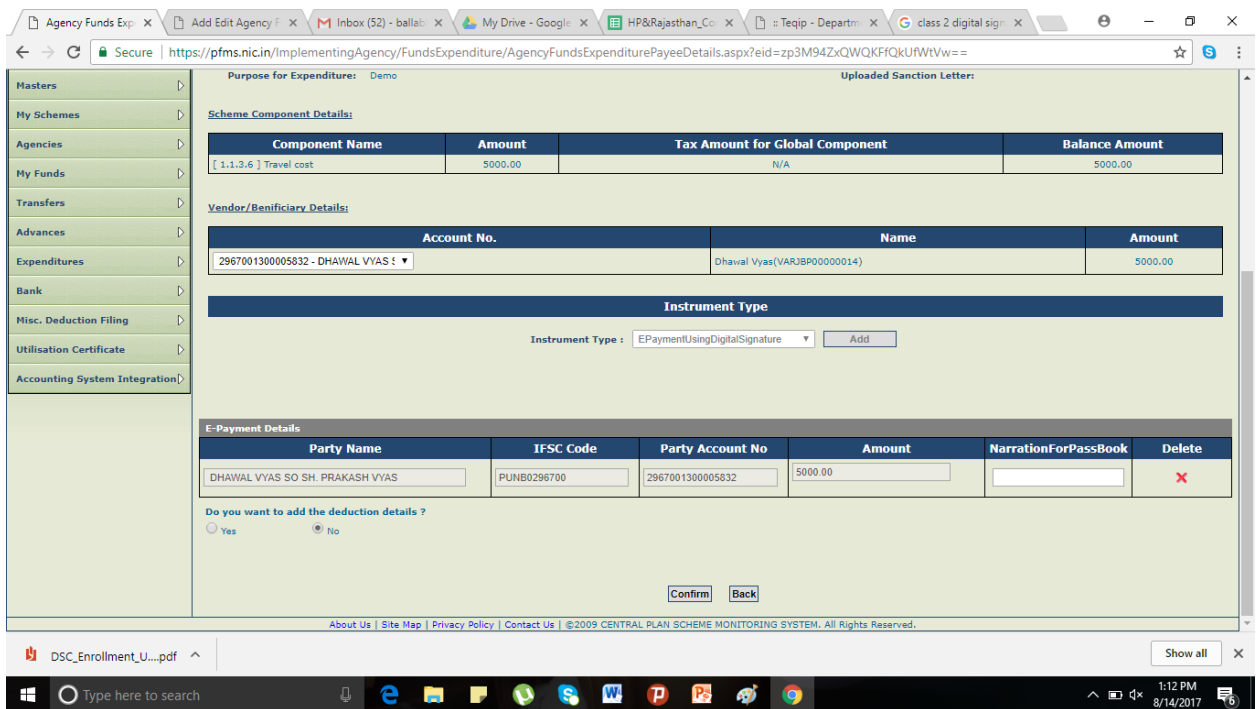 Agency Funds Exp
Add Edit Agency F
Inbox (52) - ballab
My Drive - Google
HP&Rajasthan_Co
:: Teqip - Departm
class 2 digital sign
Secure | https://pfms.nic.in/ImplementingAgency/FundsExpenditure/AgencyFundsExpenditurePayeeDetails.aspx?eid=zp3M94ZxQWQKFfQkUfWtVw==
Masters
My Schemes
Agencies
My Funds
Transfers
Advances
Expenditures
Bank
Misc. Deduction Filing
Utilisation Certificate
Accounting System Integration
Purpose for Expenditure: Demo Uploaded Sanction Letter:
Scheme Component Details:
Component Name Amount Tax Amount for Global Component Balance Amount
[ 1.1.3.6 ] Travel cost 5000.00 N/A 5000.00
Vendor/Benificiary Details:
Account No. Name Amount
2967001300005832 - DHAWAL VYAS Dhawal Vyas(VARJBP00000014) 5000.00
Instrument Type
Instrument Type : EPaymentUsingDigitalSignature Add
E-Payment Details
Party Name IFSC Code Party Account No Amount NarrationForPassBook Delete
DHAWAL VYAS SO SH. PRAKASH VYAS PUNB0296700 2967001300005832 5000.00
Do you want to add the deduction details ?
Yes No
Confirm Back
About Us | Site Map | Privacy Policy | Contact Us | ©2009 CENTRAL PLAN SCHEME MONITORING SYSTEM. All Rights Reserved.
DSC_Enrollment_U....pdf Show all
Type here to search
1:12 PM
8/14/2017
6